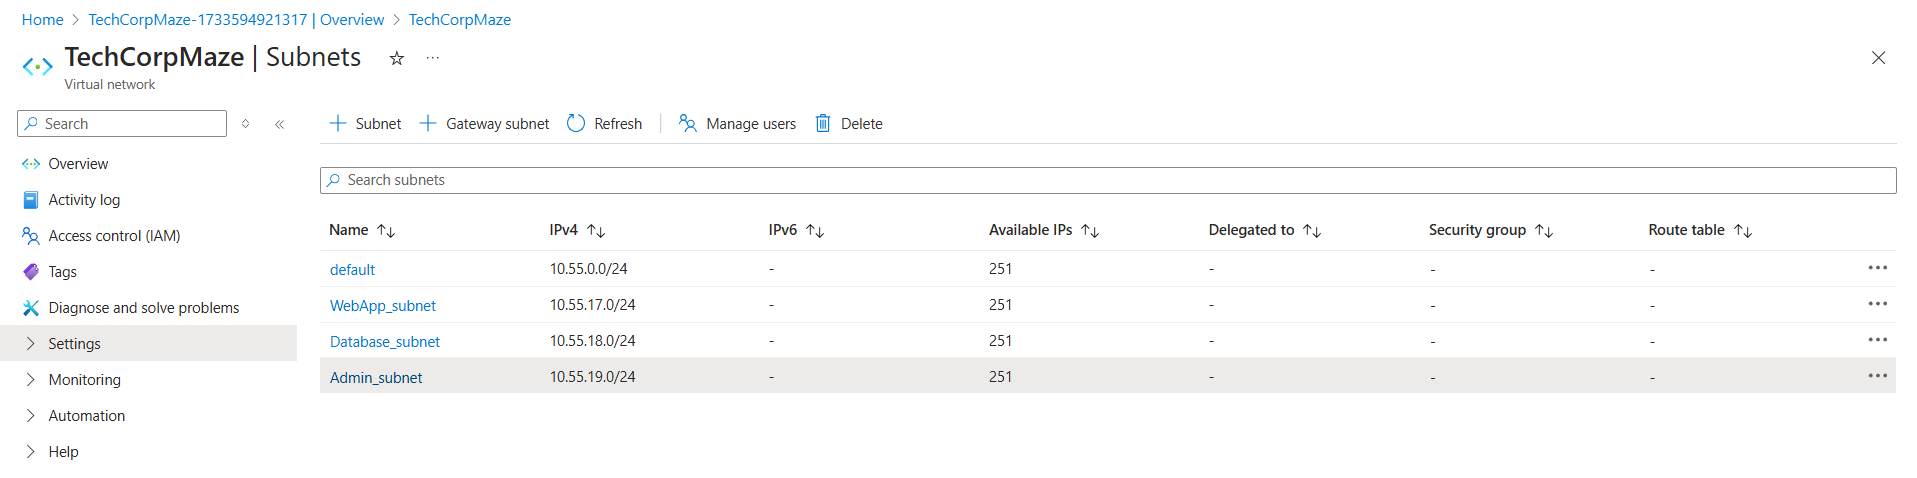 Home > TechCorpMaze-1733594921317 | Overview > TechCorpMaze
TechCorpMaze | Subnets
Virtual network
Search
Overview
Activity log
Access control (IAM)
Tags
Diagnose and solve problems
Settings
Monitoring
Automation
Help
Subnet Gateway subnet Refresh Manage users Delete
Search subnets
Name IPv4 IPv6 Available IPs Delegated to Security group Route table
default 10.55.0.0/24 - 251 - - -
WebApp_subnet 10.55.17.0/24 - 251 - - -
Database_subnet 10.55.18.0/24 - 251 - - -
Admin_subnet 10.55.19.0/24 - 251 - - -